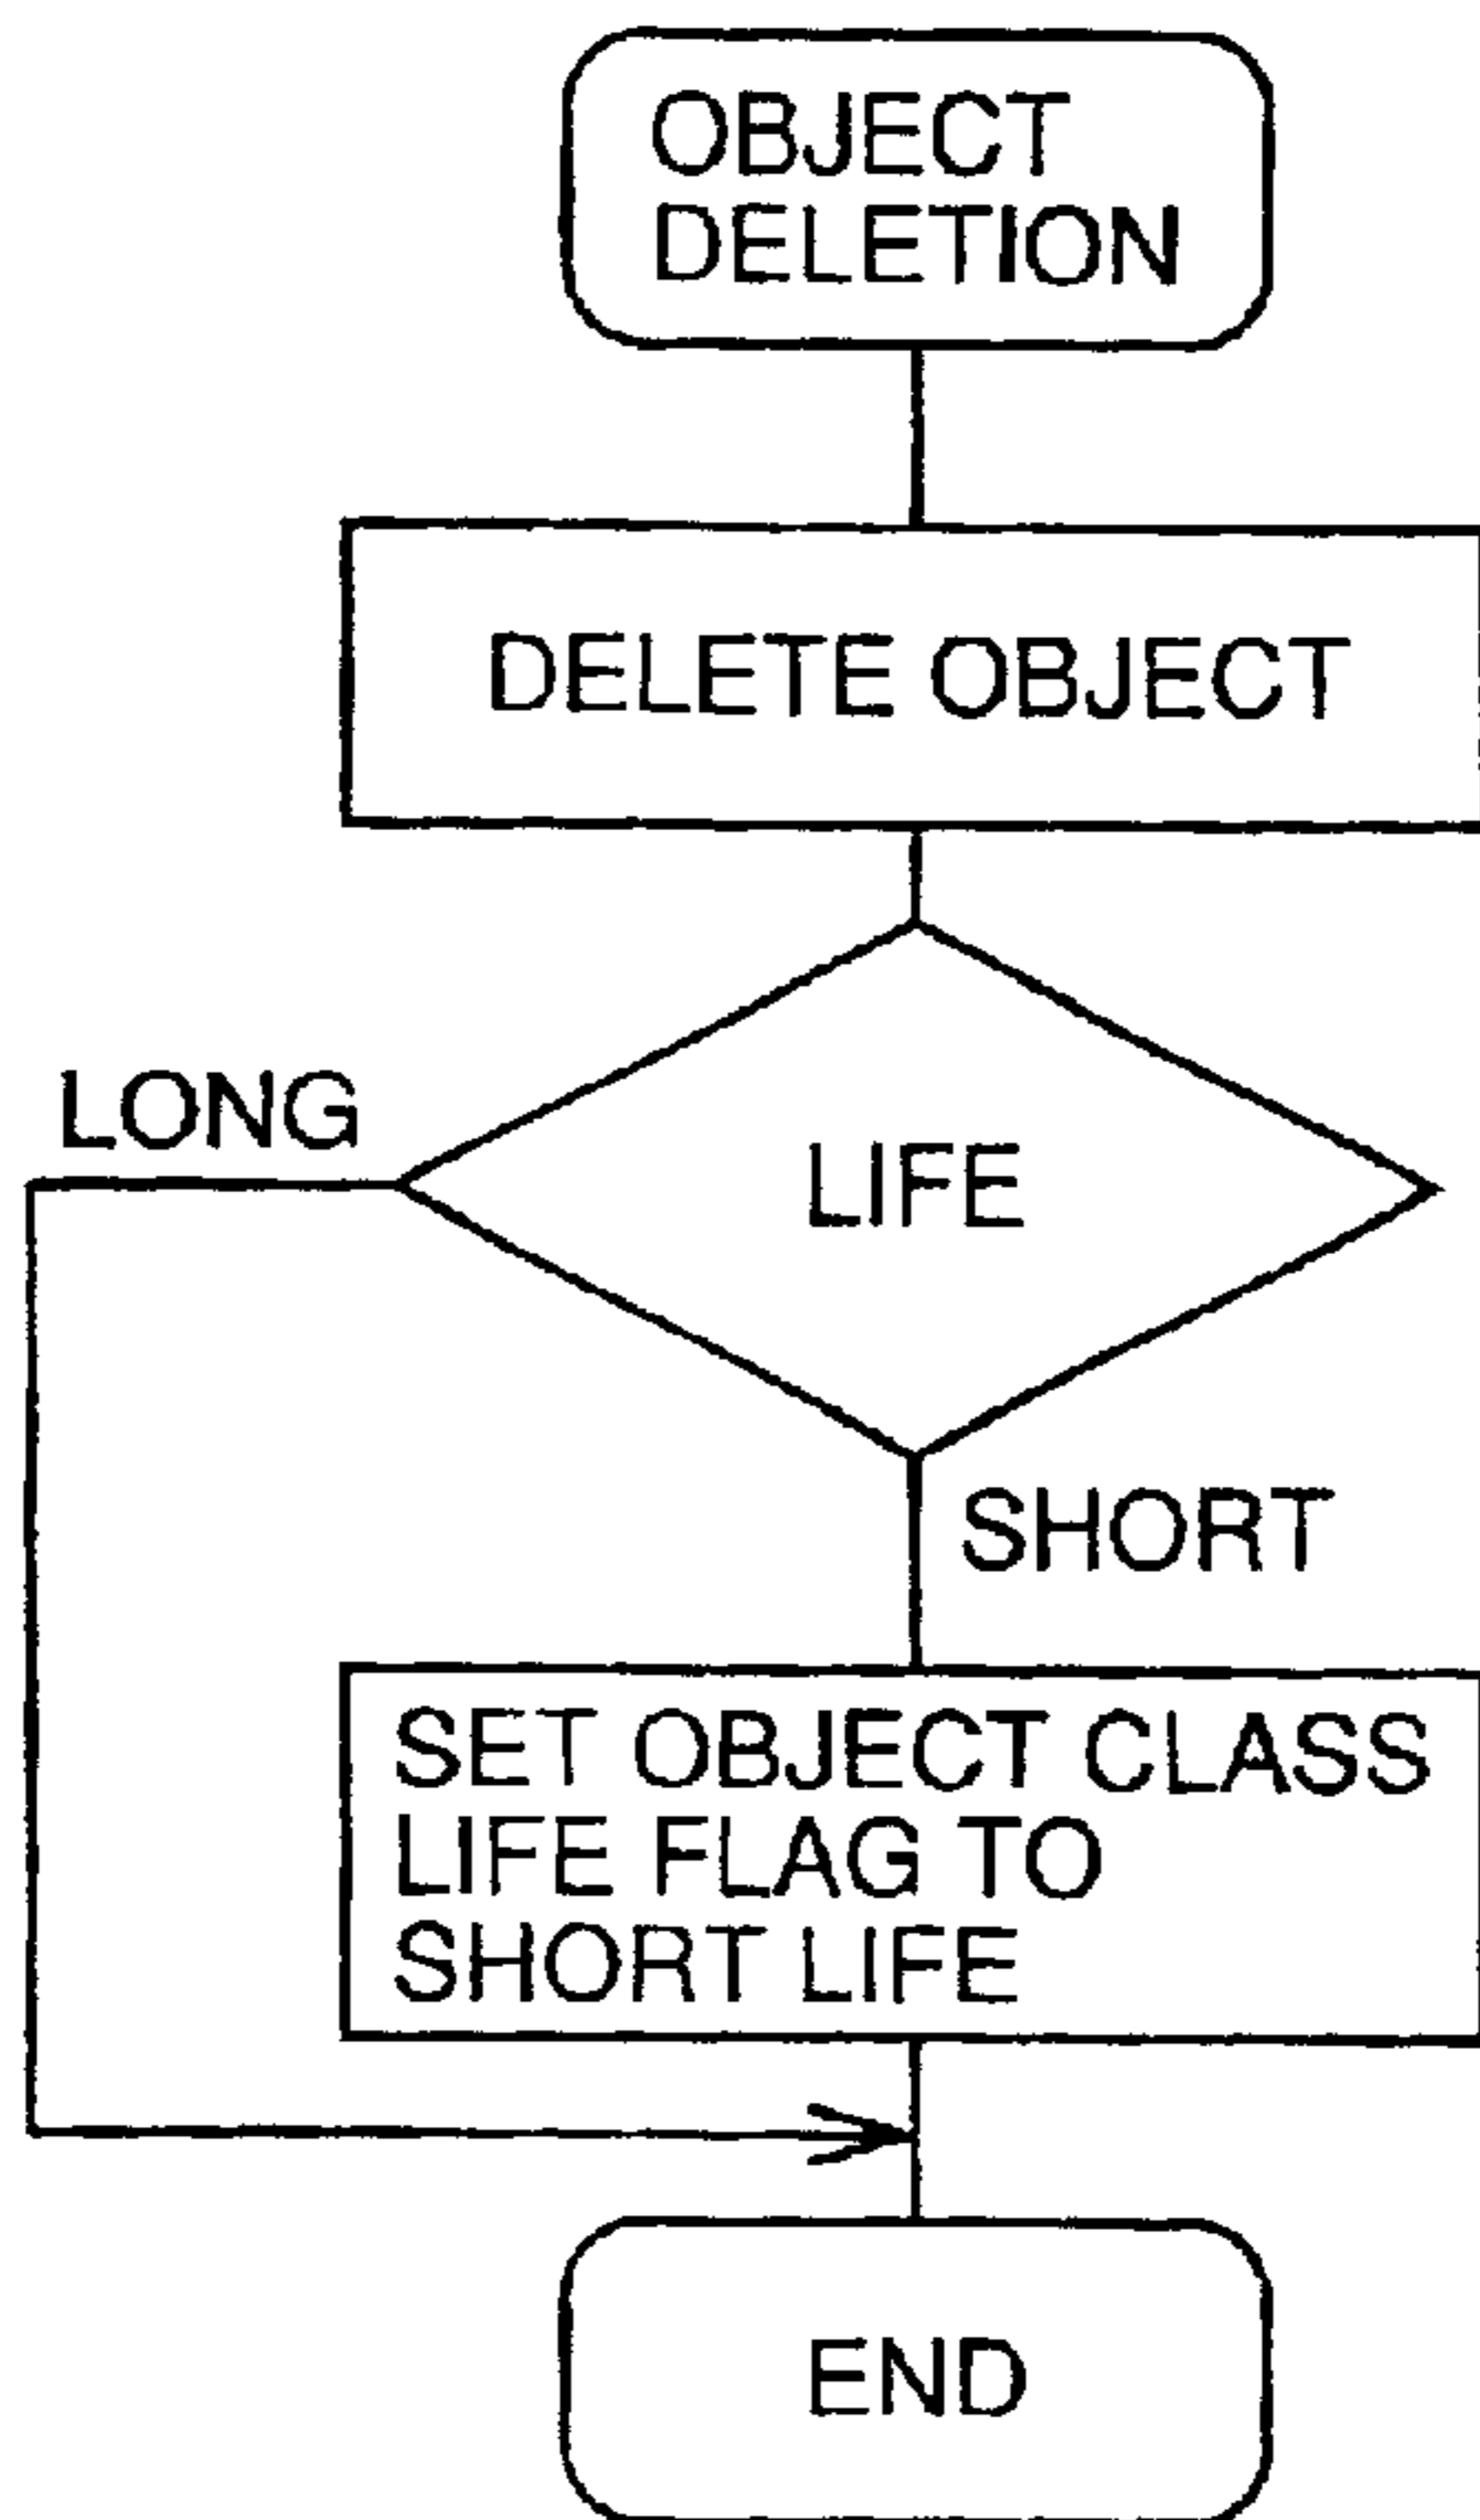 OBJECT
DELETION
DELETE OBJECT
LONG
LIFE
SHORT
SET OBJECT CLASS
LIFE FLAG TO
SHORT LIFE
END